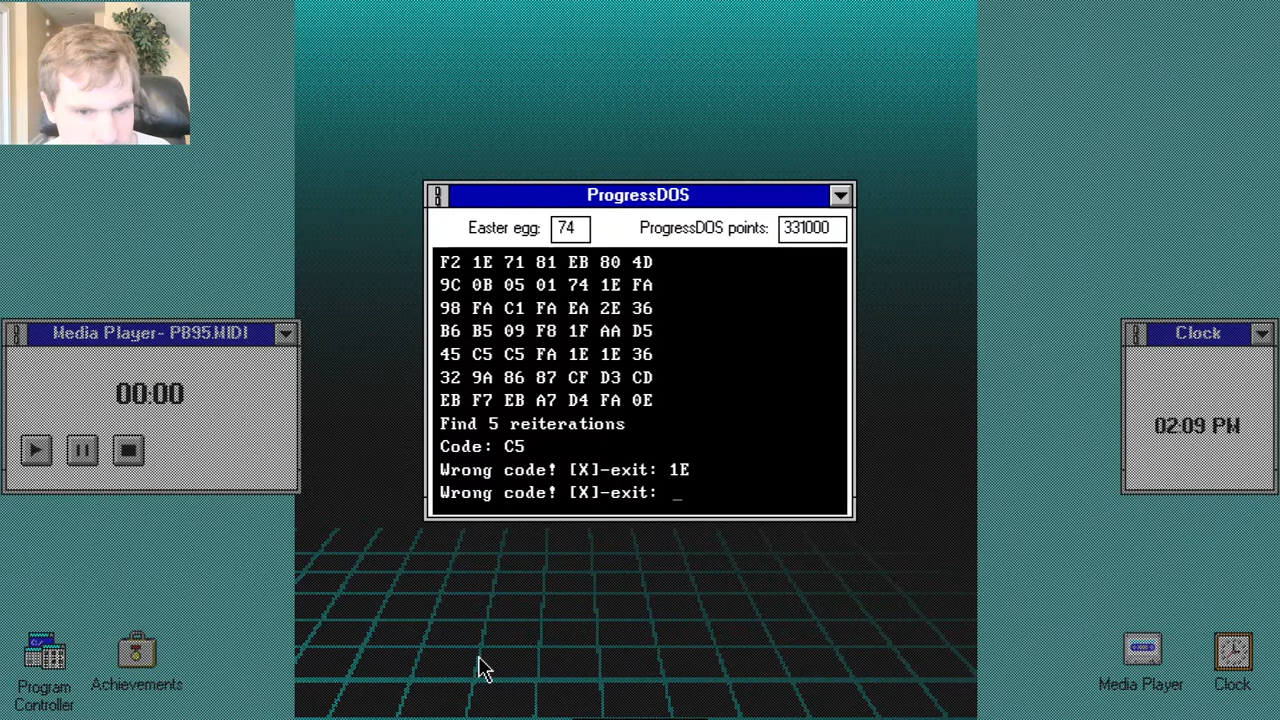 ProgressDOS
Easter egg: 74 ProgressDOS points: 331000
F2 1E 71 81 EB 80 4D
9C 0B 05 01 74 1E FA
98 FA C1 FA EA 2E 36
B6 B5 09 F8 1F AA D5
45 C5 C5 FA 1E 1E 36
32 9A 86 87 CF D3 CD
EB F7 EB A7 D4 FA 0E
Find 5 reiterations
Code: C5
Wrong code! [X]-exit: 1E
Wrong code! [X]-exit: _
Media Player- PB95.MIDI
00:00
Clock
02:09 PM
Program
Controller
Achievements
Media Player
Clock